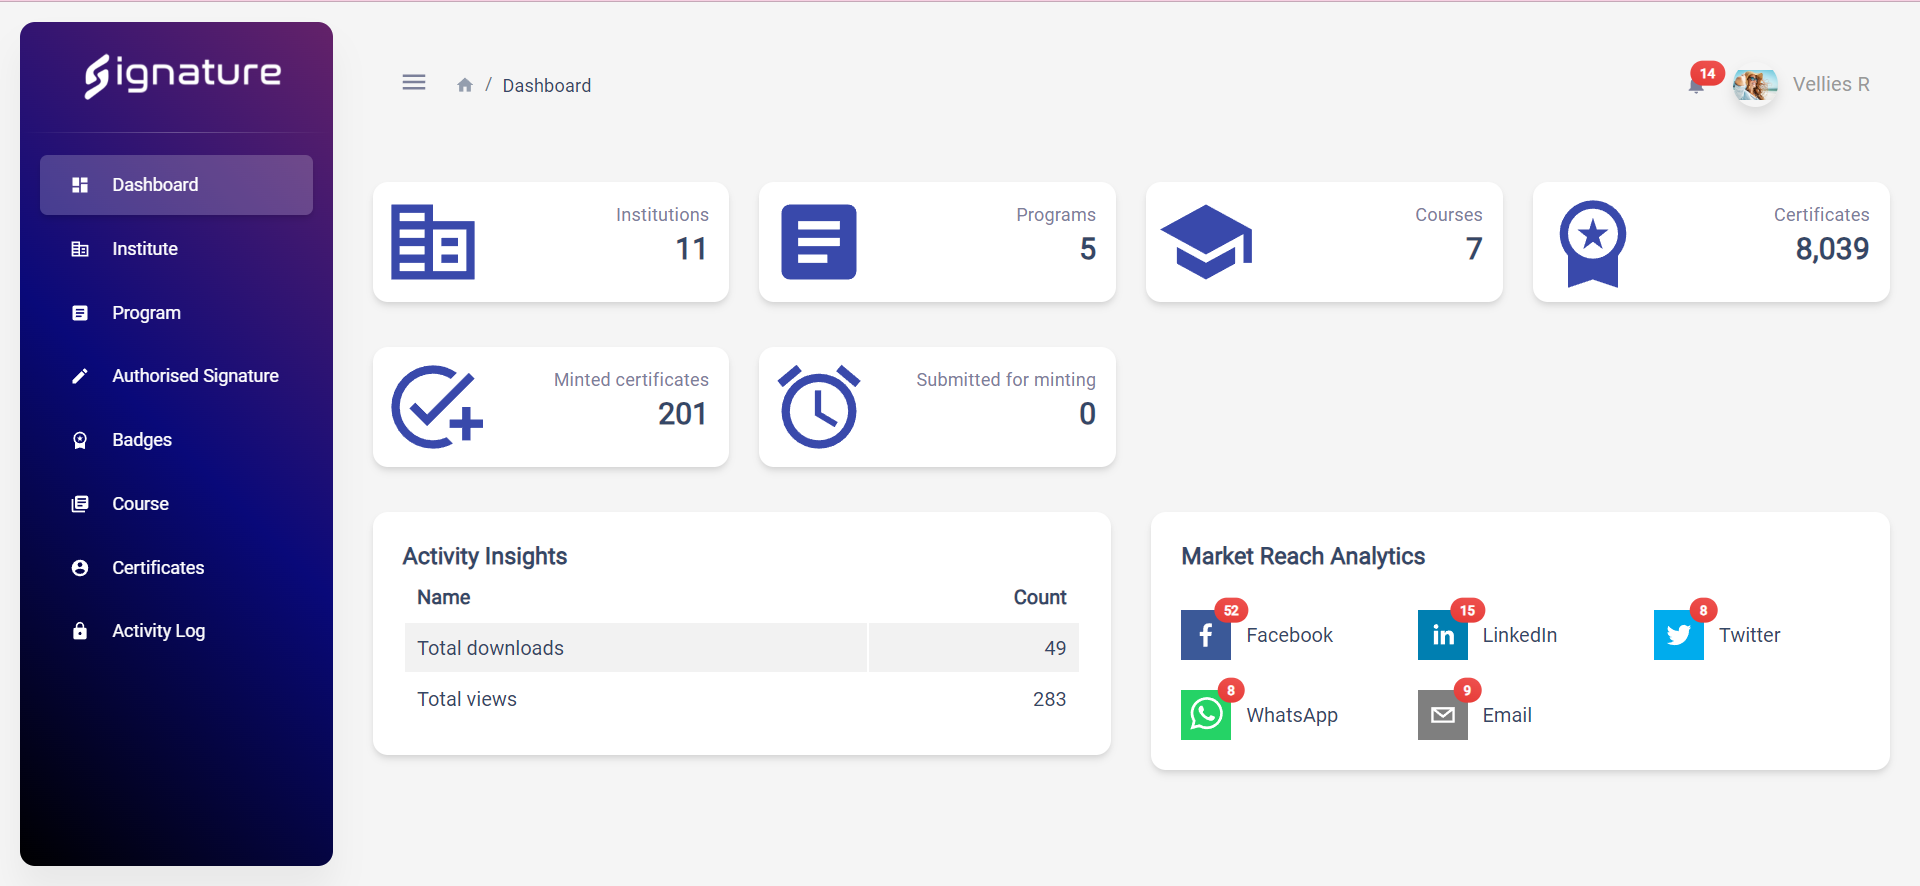 Signature
/ Dashboard
14
Vellies R
Dashboard
Institute
Program
Authorised Signature
Badges
Course
Certificates
Activity Log
Institutions
11
Programs
5
Courses
7
Certificates
8,039
Minted certificates
201
Submitted for minting
0
Activity Insights
Name Count
Total downloads 49
Total views 283
Market Reach Analytics
52
Facebook
15
LinkedIn
8
Twitter
8
WhatsApp
9
Email